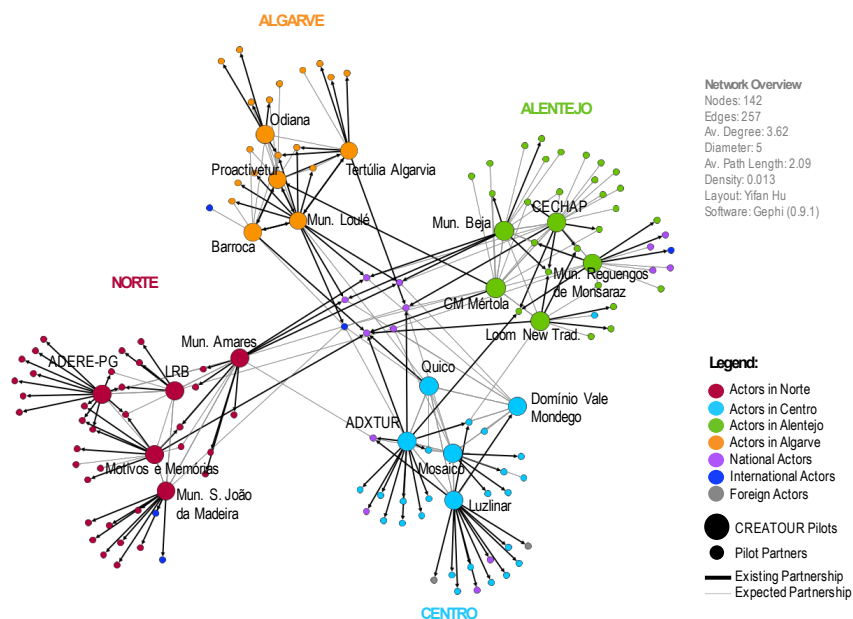 ALGARVE
Odiana
Proactivetur
Tertúlia Algarvia
Mun. Loulé
Barroca
ALENTEJO
CECHAP
Mun. Beja
Mun. Reguengos
de Monsaraz
CM Mértola
Loom New Trad.
Network Overview
Nodes: 142
Edges: 257
Av. Degree: 3.62
Diameter: 5
Av. Path Length: 2.09
Density: 0.013
Layout: Yifan Hu
Software: Gephi (0.9.1)
NORTE
Mun. Amares
ADERE-PG
LRB
Motivos e Memórias
Mun. S. João
da Madeira
Quico
Domínio Vale
Mondego
ADXTUR
Mosaico
Luzlinar
CENTRO
Legend:
Actors in Norte
Actors in Centro
Actors in Alentejo
Actors in Algarve
National Actors
International Actors
Foreign Actors
CREATOUR Pilots
Pilot Partners
Existing Partnership
Expected Partnership